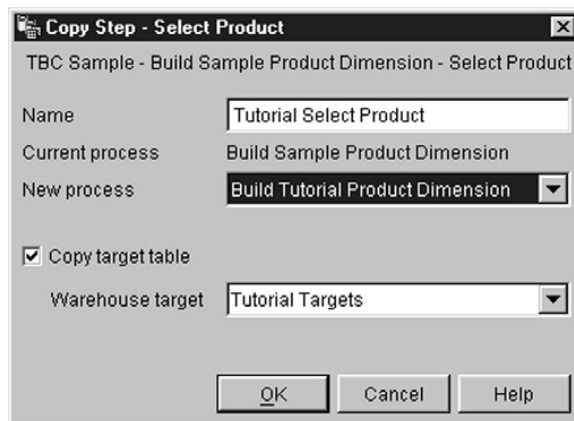 Copy Step - Select Product
TBC Sample - Build Sample Product Dimension - Select Product
Name Tutorial Select Product
Current process Build Sample Product Dimension
New process Build Tutorial Product Dimension
Copy target table
Warehouse target Tutorial Targets
OK Cancel Help